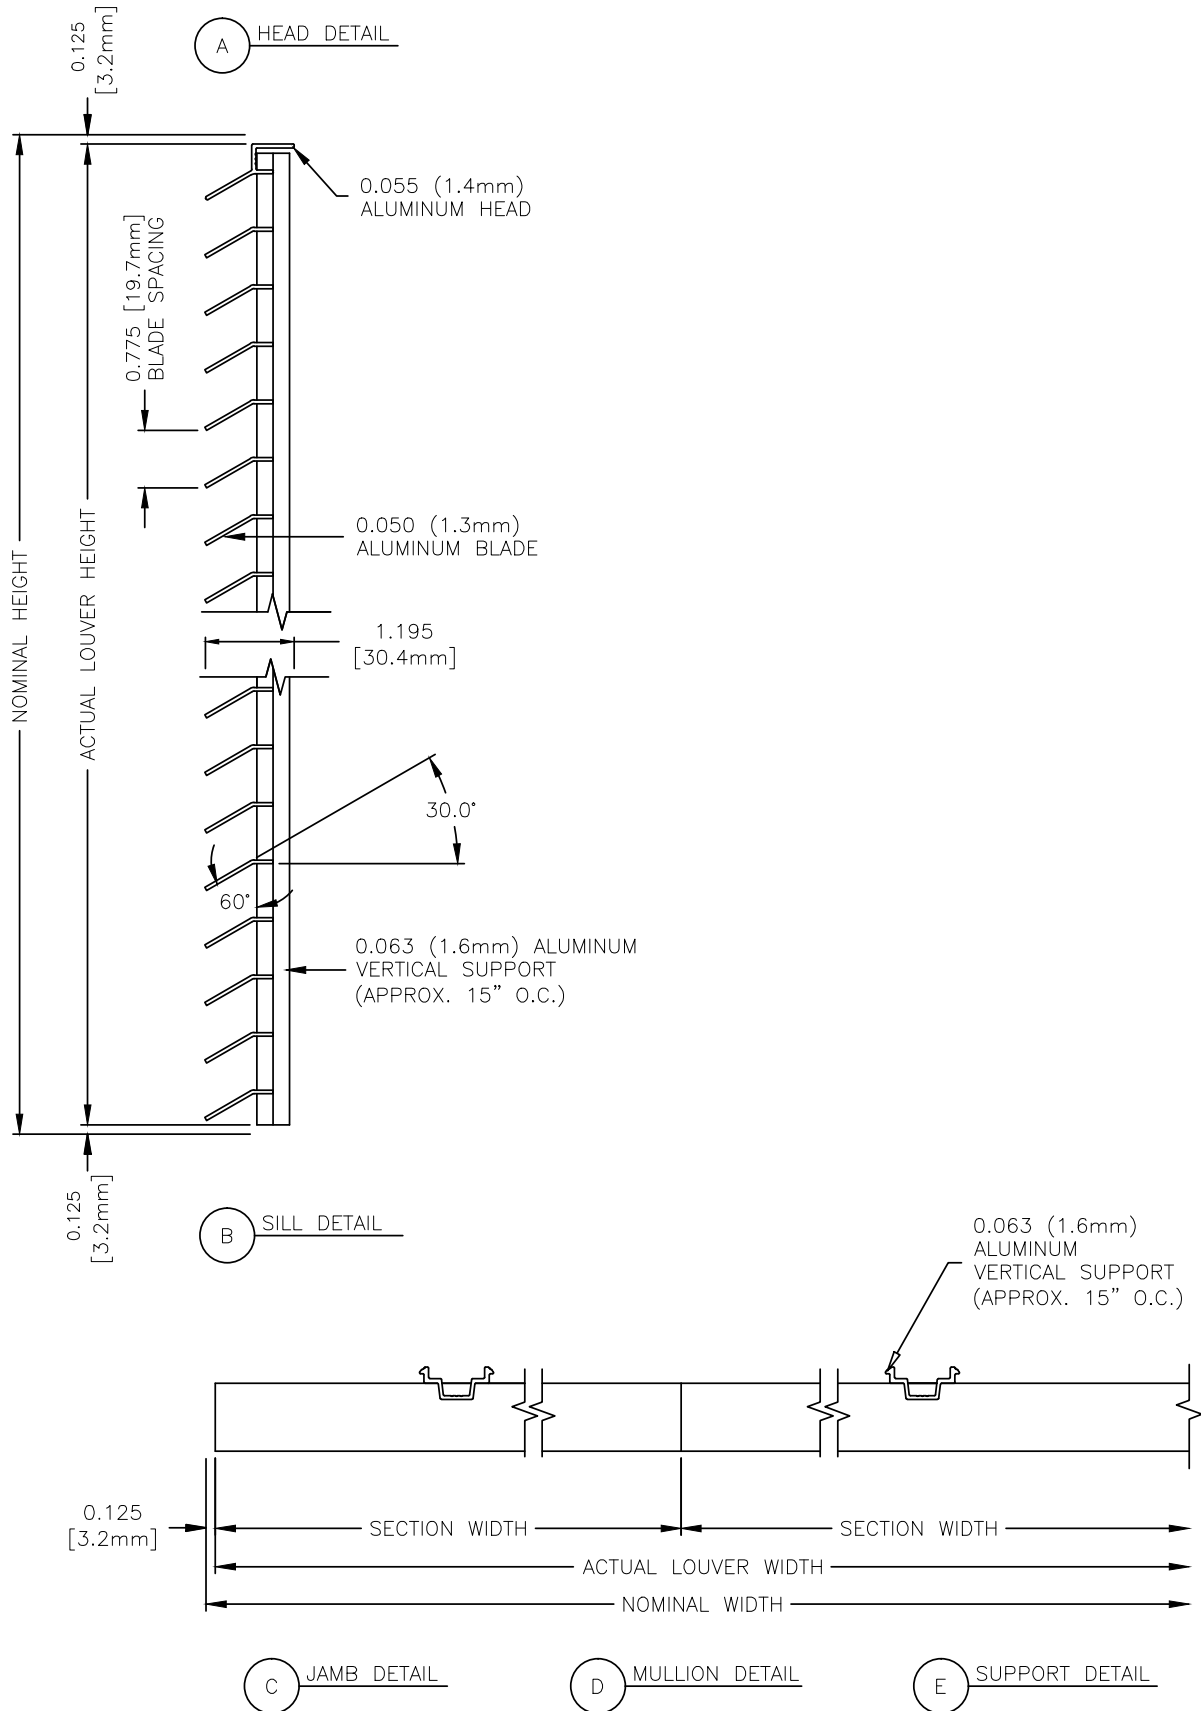 A
HEAD DETAIL
0.125
[3.2mm]
0.055 (1.4mm)
ALUMINUM HEAD
0.775 [19.7mm]
BLADE SPACING
NOMINAL HEIGHT
ACTUAL LOUVER HEIGHT
0.050 (1.3mm)
ALUMINUM BLADE
1.195
[30.4mm]
30.0°
60°
0.063 (1.6mm) ALUMINUM
VERTICAL SUPPORT
(APPROX. 15” O.C.)
0.125
[3.2mm]
B
SILL DETAIL
0.063 (1.6mm)
ALUMINUM
VERTICAL SUPPORT
(APPROX. 15” O.C.)
0.125
[3.2mm]
SECTION WIDTH
SECTION WIDTH
ACTUAL LOUVER WIDTH
NOMINAL WIDTH
C
JAMB DETAIL
D
MULLION DETAIL
E
SUPPORT DETAIL